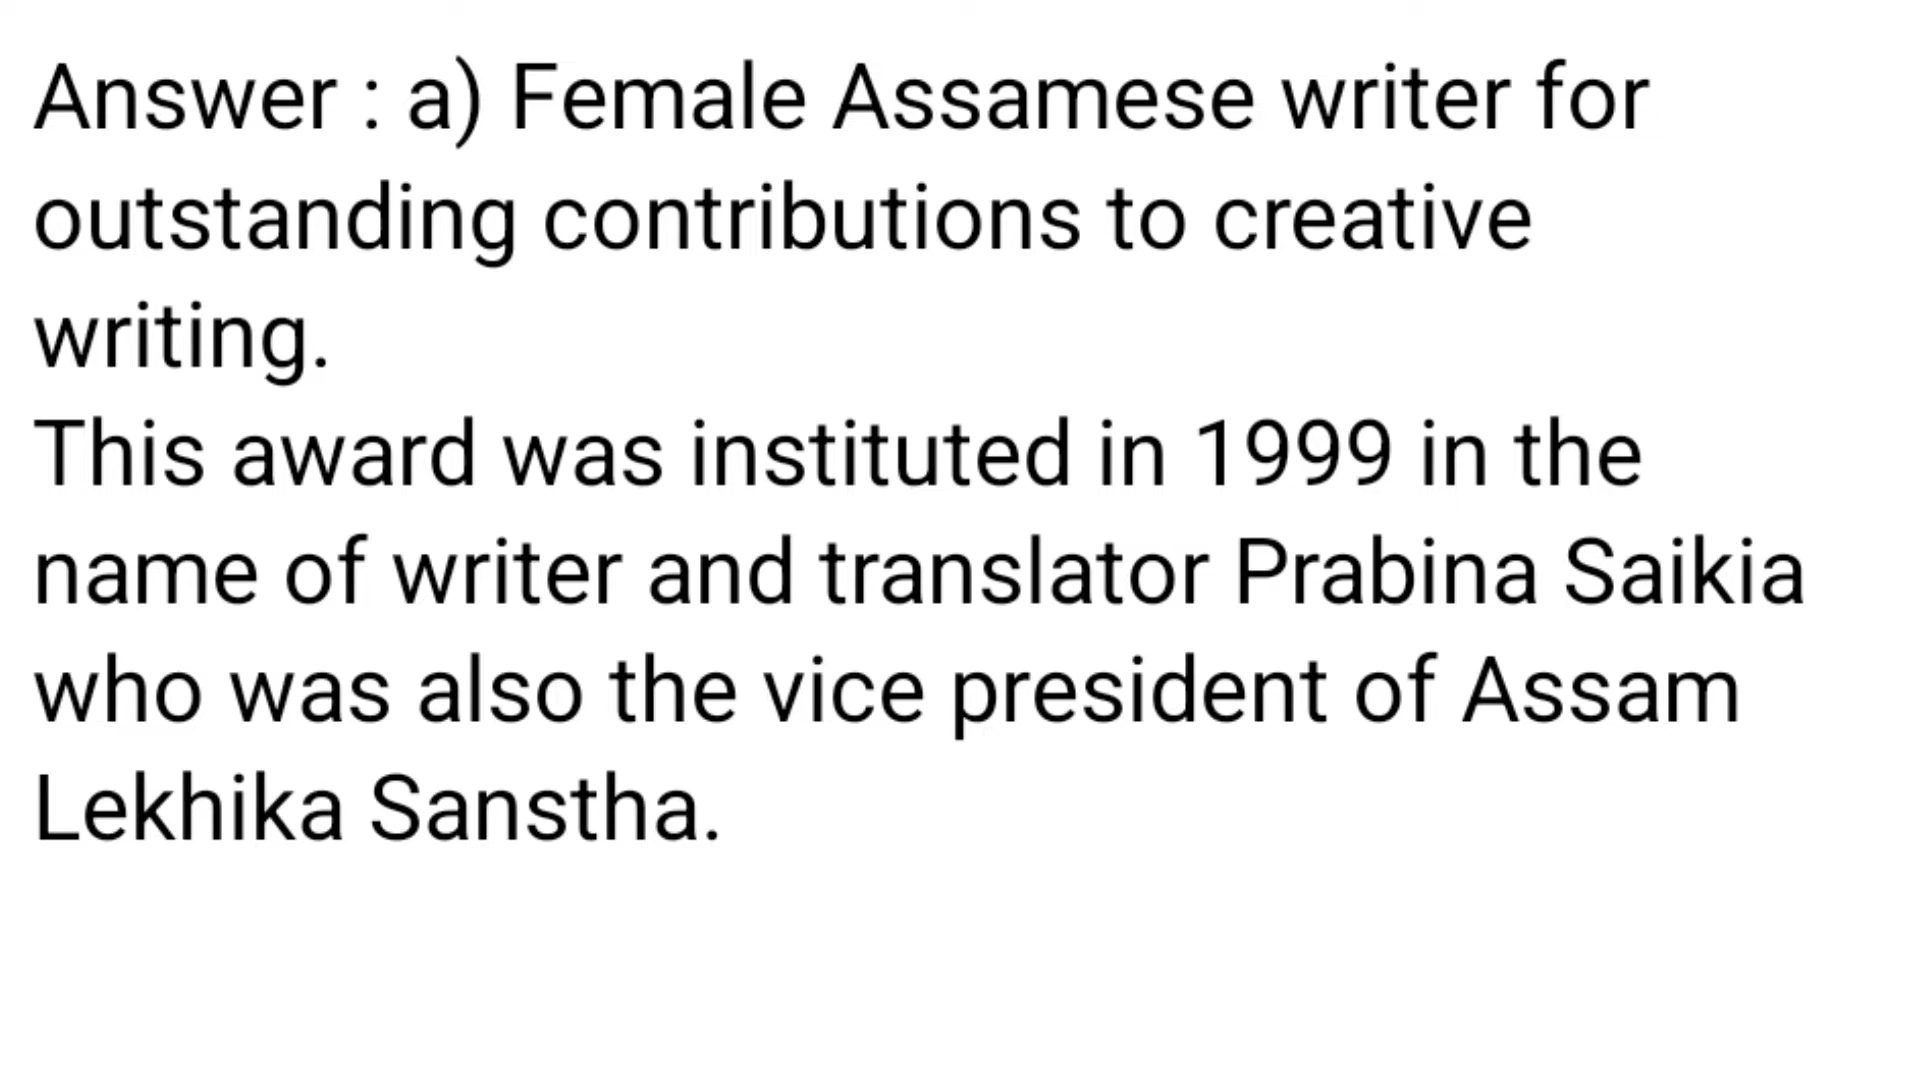 Answer : a) Female Assamese writer for
outstanding contributions to creative
writing.
This award was instituted in 1999 in the
name of writer and translator Prabina Saikia
who was also the vice president of Assam
Lekhika Sanstha.